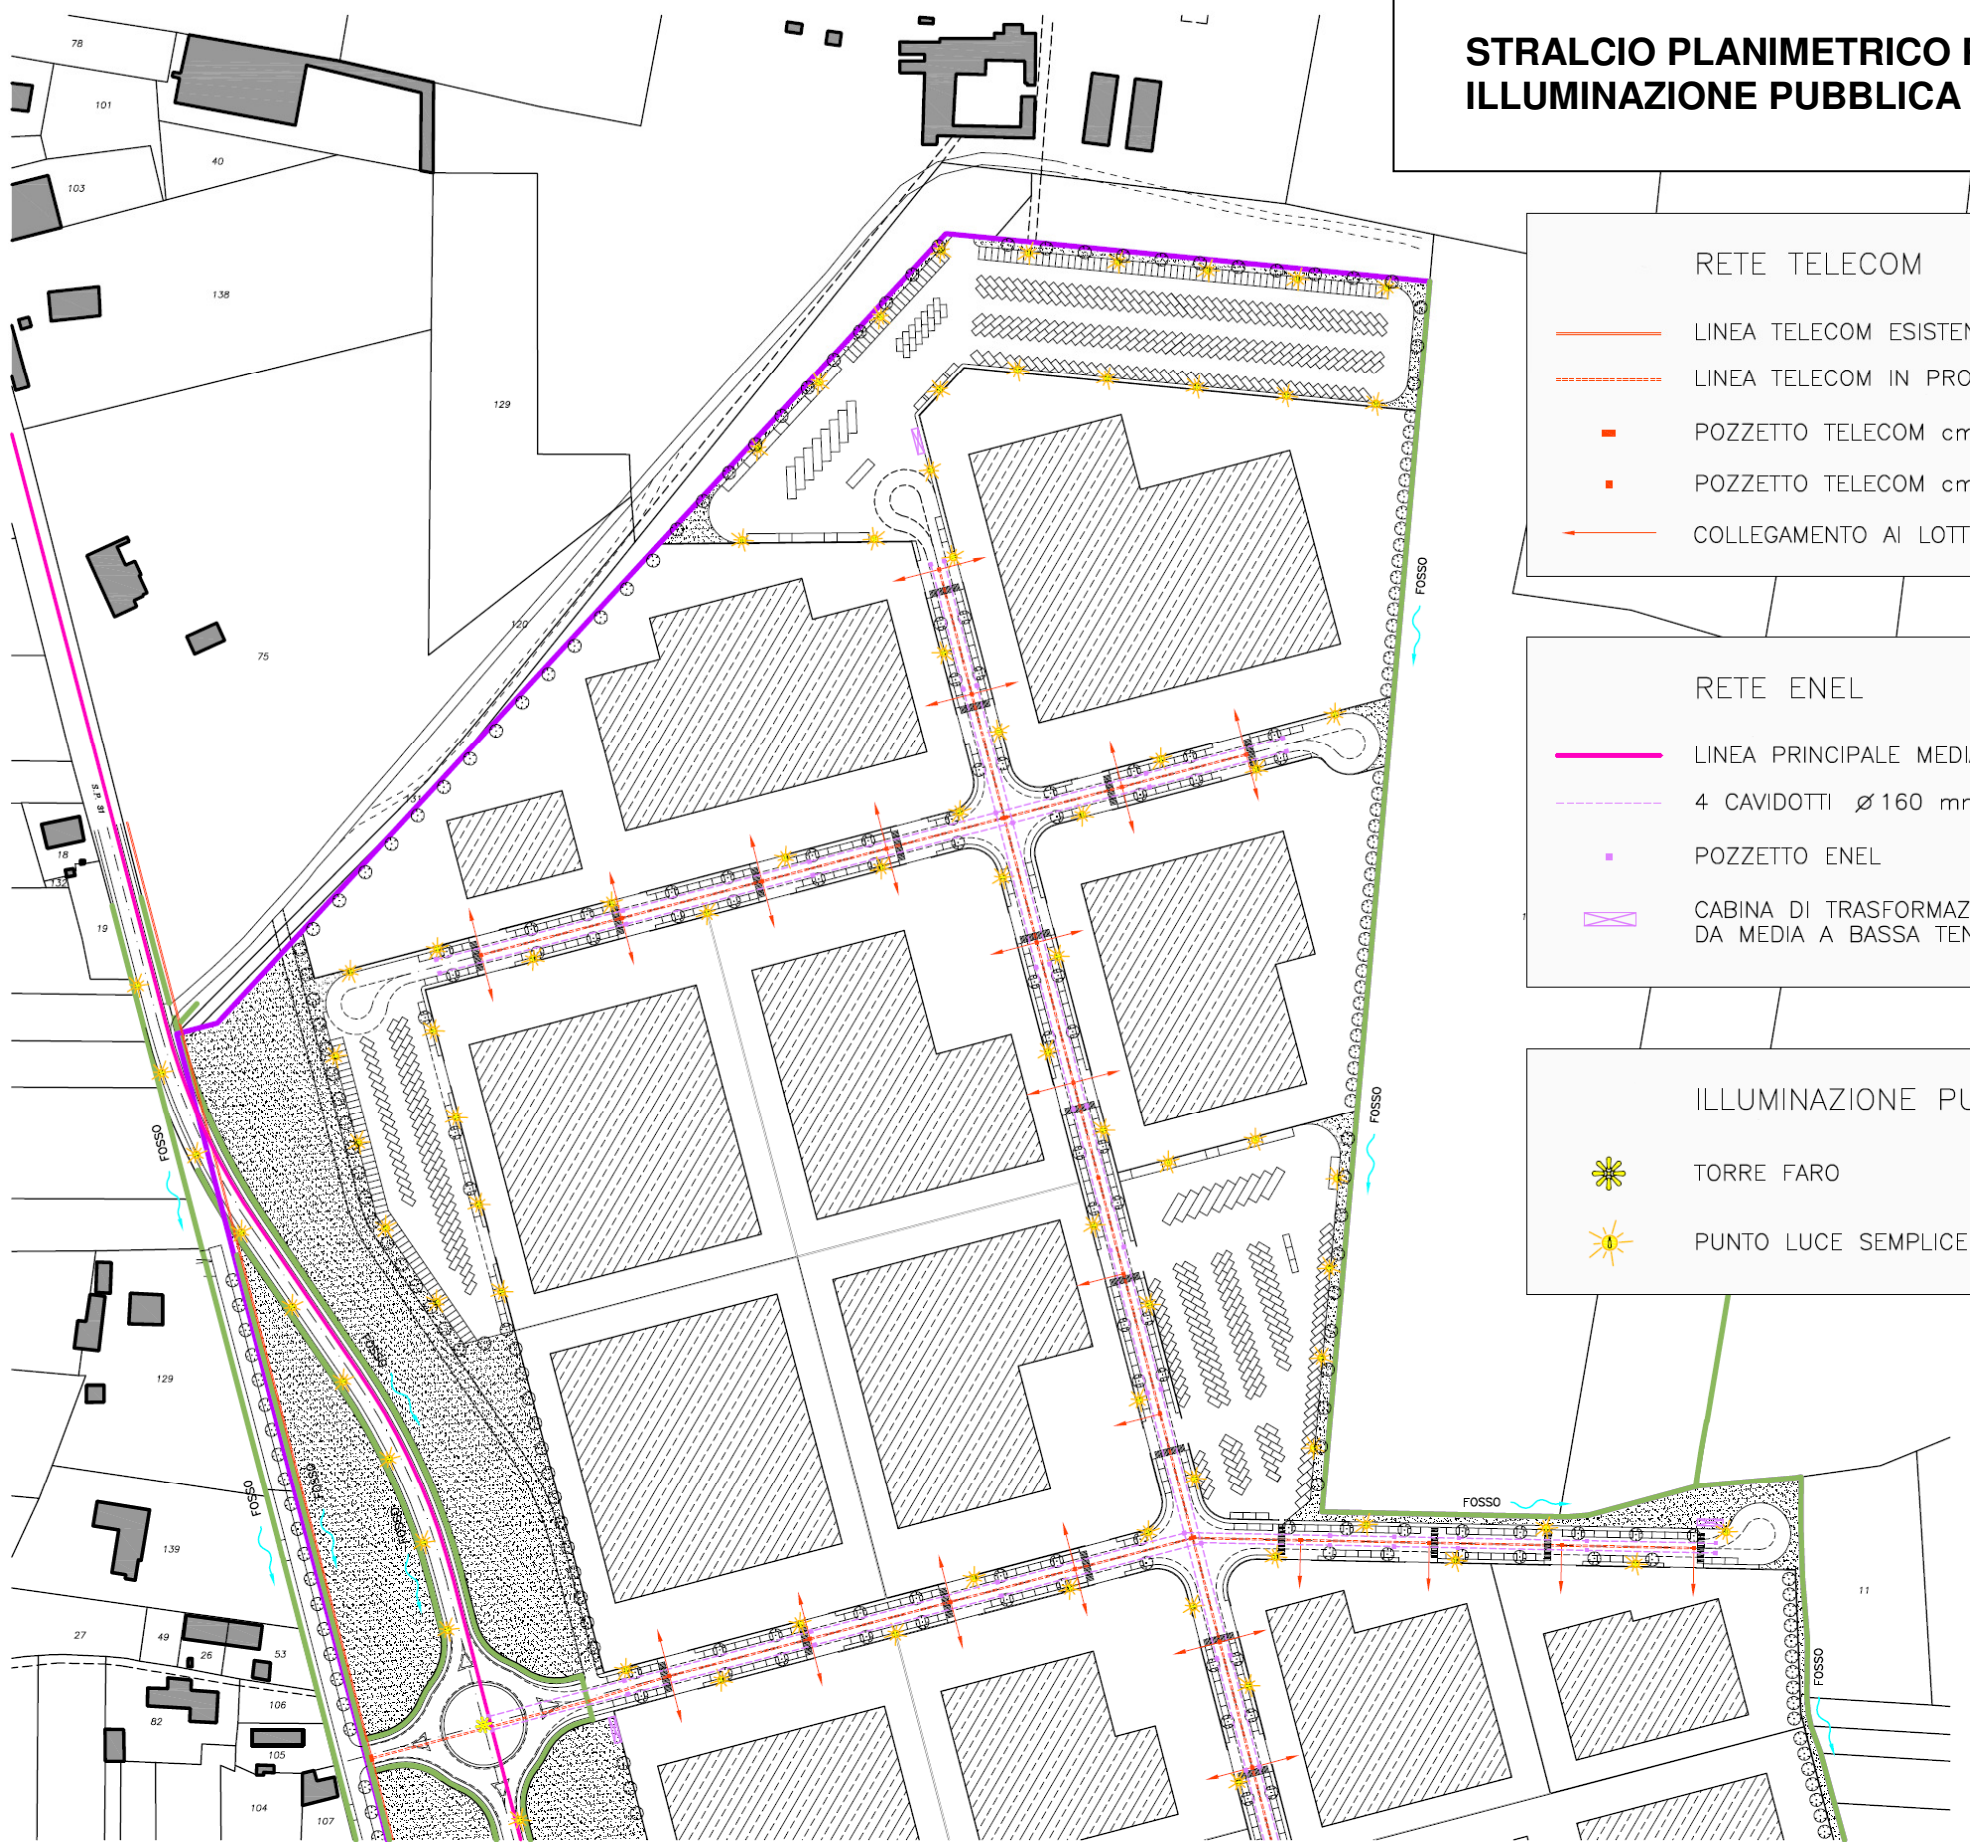 STRALCIO PLANIMETRICO
ILLUMINAZIONE PUBBLICA
RETE TELECOM
LINEA TELECOM ESISTEN
LINEA TELECOM IN PRO
POZZETTO TELECOM cm
POZZETTO TELECOM cm
COLLEGAMENTO AI LOTT
RETE ENEL
LINEA PRINCIPALE MEDI
4 CAVIDOTTI Ø 160 mm
POZZETTO ENEL
CABINA DI TRASFORMAZ
DA MEDIA A BASSA TEN
ILLUMINAZIONE PU
TORRE FARO
PUNTO LUCE SEMPLICE
78
101
40
103
138
129
120
75
131
S.P. 31
18
132
19
FOSSO
FOSSO
FOSSO
129
FOSSO
FOSSO
FOSSO
FOSSO
FOSSO
139
11
27
49
26
53
106
82
105
104
107
FOSSO